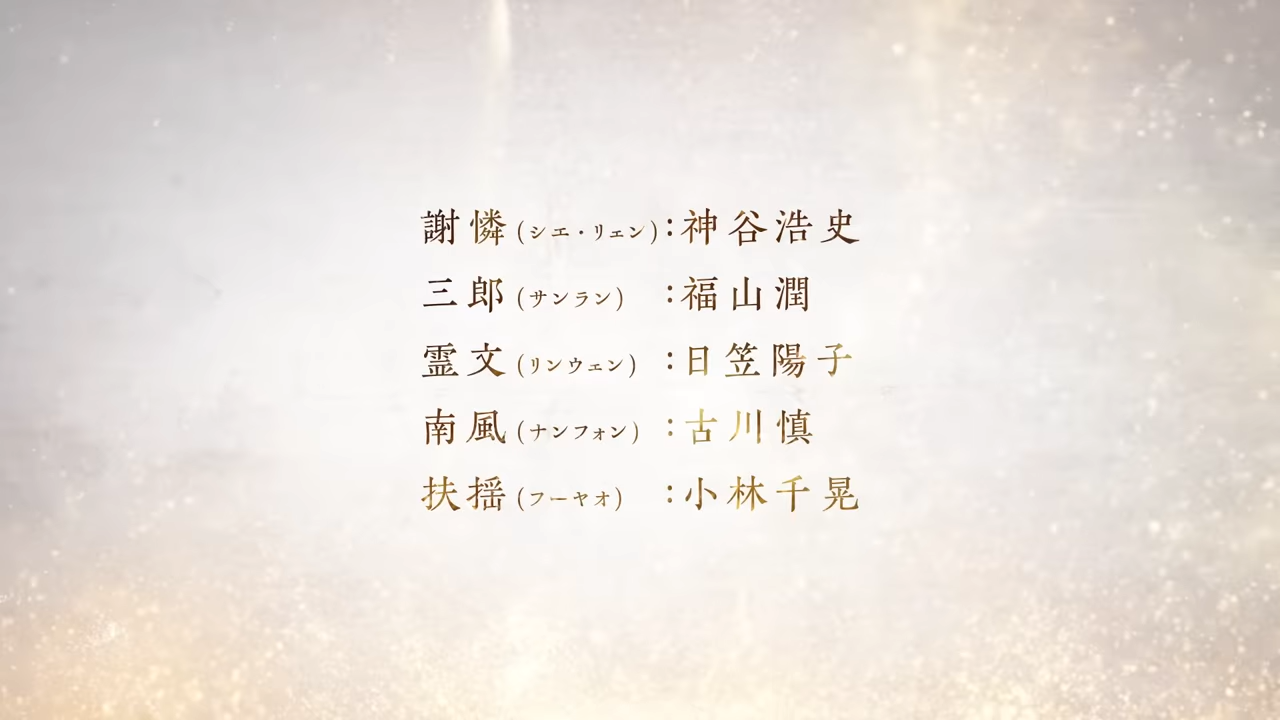 謝憐(シエ・リェン):神谷浩史
三郎(サンラン):福山潤
霊文(リンウェン):日笠陽子
南風(ナンフォン):古川慎
扶揺(フーヤオ):小林千晃